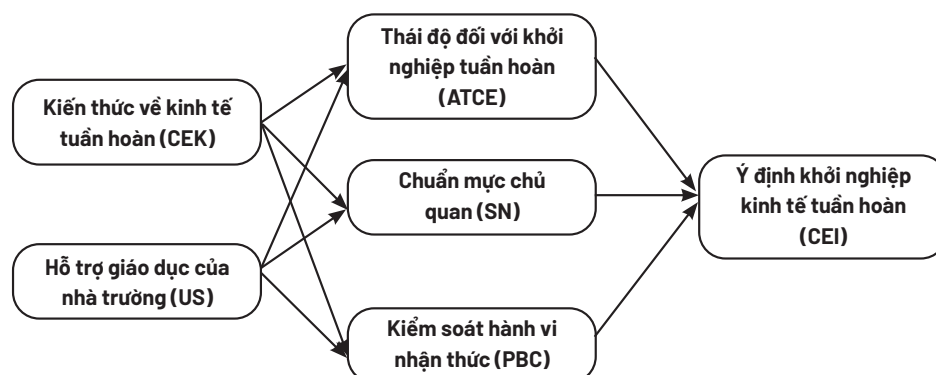 Thái độ đối với khởi
nghiệp tuần hoàn
(ATCE)
Kiến thức về kinh tế
tuần hoàn (CEK)
Chuẩn mực chủ
quan (SN)
Ý định khởi nghiệp
kinh tế tuần hoàn
(CEI)
Hỗ trợ giáo dục của
nhà trường (US)
Kiểm soát hành vi
nhận thức (PBC)